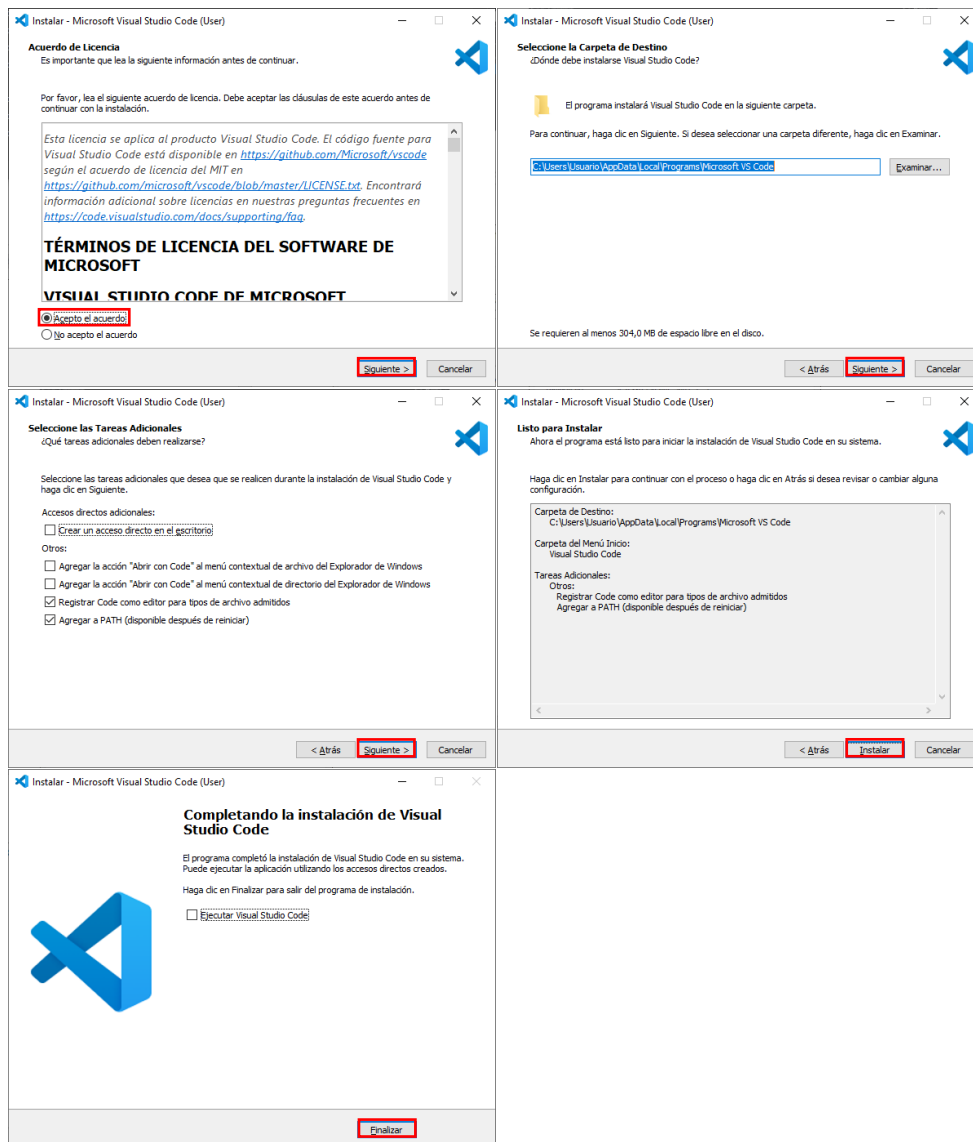 Instalar - Microsoft Visual Studio Code (User)
Acuerdo de Licencia
Es importante que lea la siguiente información antes de continuar.
Por favor, lea el siguiente acuerdo de licencia. Debe aceptar las cláusulas de este acuerdo antes de
continuar con la instalación.
Esta licencia se aplica al producto Visual Studio Code. El código fuente para
Visual Studio Code está disponible en https://github.com/Microsoft/vscode
según el acuerdo de licencia del MIT en
https://github.com/microsoft/vscode/blob/master/LICENSE.txt. Encontrará
información adicional sobre licencias en nuestras preguntas frecuentes en
https://code.visualstudio.com/docs/supporting/faq.
TÉRMINOS DE LICENCIA DEL SOFTWARE DE
MICROSOFT
VISUAL STUDIO CODE DE MICROSOFT
Acepto el acuerdo
No acepto el acuerdo
Siguiente >
Cancelar
Instalar - Microsoft Visual Studio Code (User)
Seleccione la Carpeta de Destino
¿Dónde debe instalarse Visual Studio Code?
El programa instalará Visual Studio Code en la siguiente carpeta.
Para continuar, haga clic en Siguiente. Si desea seleccionar una carpeta diferente, haga clic en Examinar.
C:\Users\Usuario\AppData\Local\Programs\Microsoft VS Code
Examinar...
Se requieren al menos 304,0 MB de espacio libre en el disco.
< Atrás
Siguiente >
Cancelar
Instalar - Microsoft Visual Studio Code (User)
Seleccione las Tareas Adicionales
¿Qué tareas adicionales deben realizarse?
Seleccione las tareas adicionales que desea que se realicen durante la instalación de Visual Studio Code y
haga clic en Siguiente.
Accesos directos adicionales:
Crear un acceso directo en el escritorio
Otros:
Agregar la acción "Abrir con Code" al menú contextual de archivo del Explorador de Windows
Agregar la acción "Abrir con Code" al menú contextual de directorio del Explorador de Windows
Registrar Code como editor para tipos de archivo admitidos
Agregar a PATH (disponible después de reiniciar)
< Atrás
Siguiente >
Cancelar
Instalar - Microsoft Visual Studio Code (User)
Listo para Instalar
Ahora el programa está listo para iniciar la instalación de Visual Studio Code en su sistema.
Haga clic en Instalar para continuar con el proceso o haga clic en Atrás si desea revisar o cambiar alguna
configuración.
Carpeta de Destino:
C:\Users\Usuario\AppData\Local\Programs\Microsoft VS Code
Carpeta del Menú Inicio:
Visual Studio Code
Tareas Adicionales:
Otros:
Registrar Code como editor para tipos de archivo admitidos
Agregar a PATH (disponible después de reiniciar)
< Atrás
Instalar
Cancelar
Instalar - Microsoft Visual Studio Code (User)
Completando la instalación de Visual
Studio Code
El programa completó la instalación de Visual Studio Code en su sistema.
Puede ejecutar la aplicación utilizando los accesos directos creados.
Haga clic en Finalizar para salir del programa de instalación.
Ejecutar Visual Studio Code
Finalizar